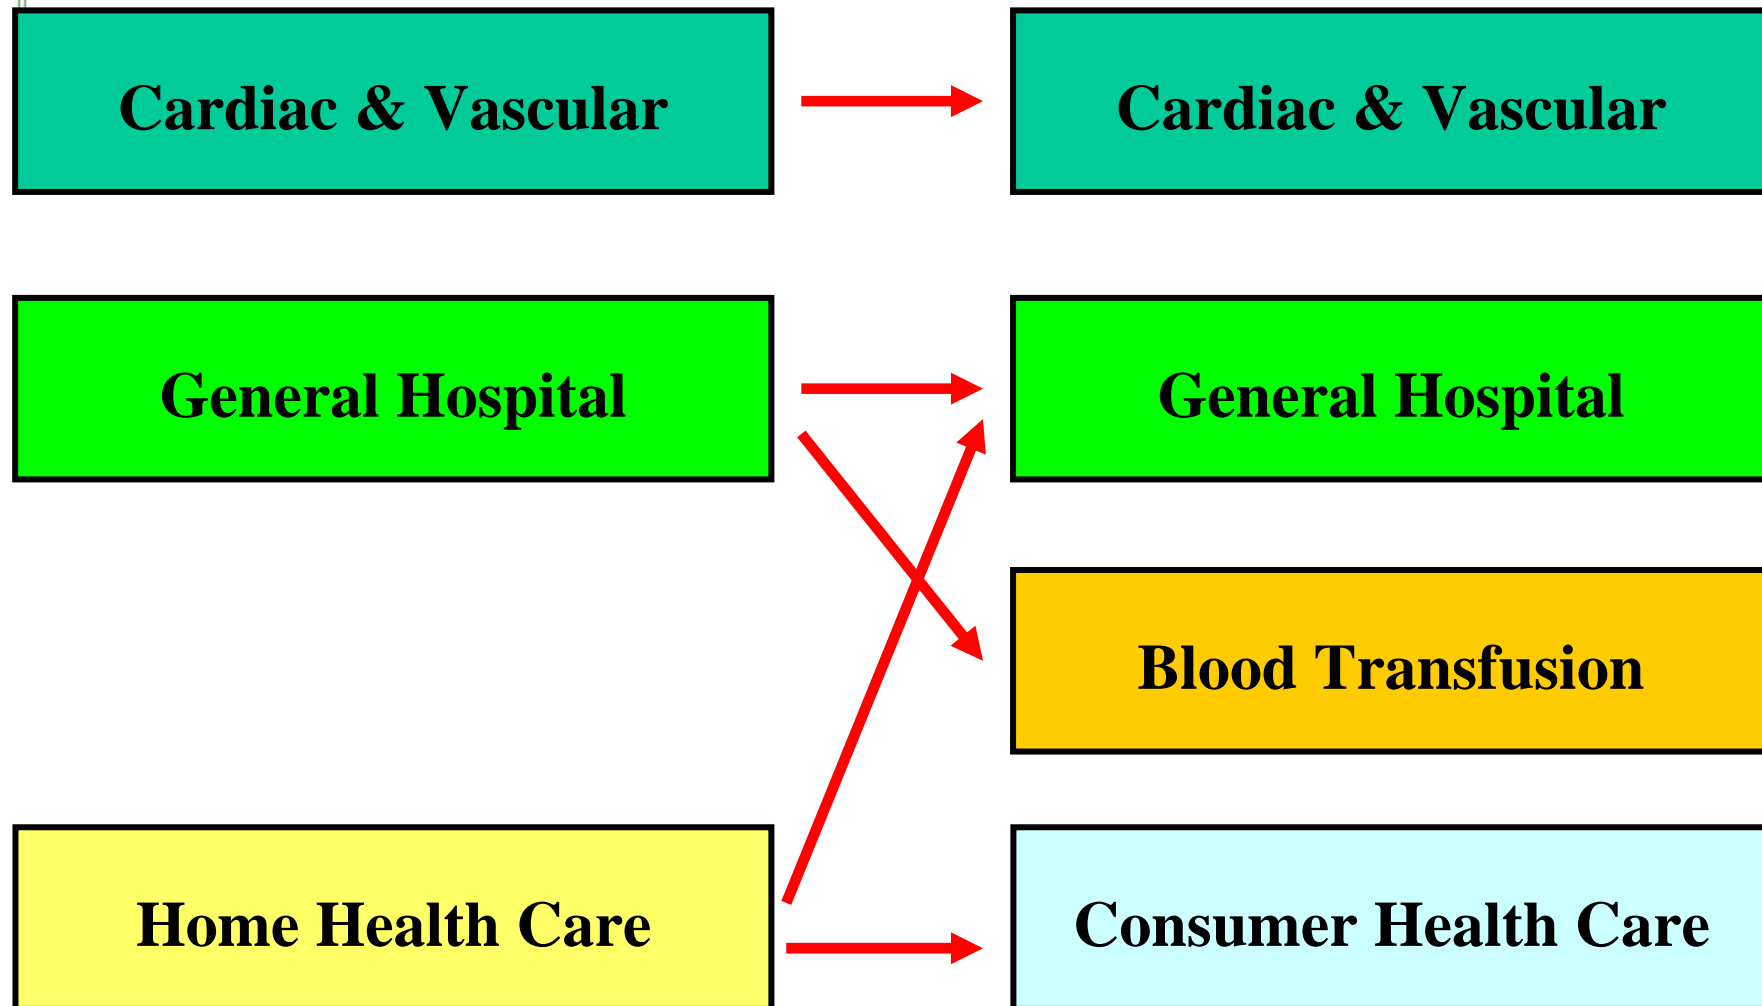 Cardiac & Vascular
Cardiac & Vascular
General Hospital
General Hospital
Blood Transfusion
Home Health Care
Consumer Health Care